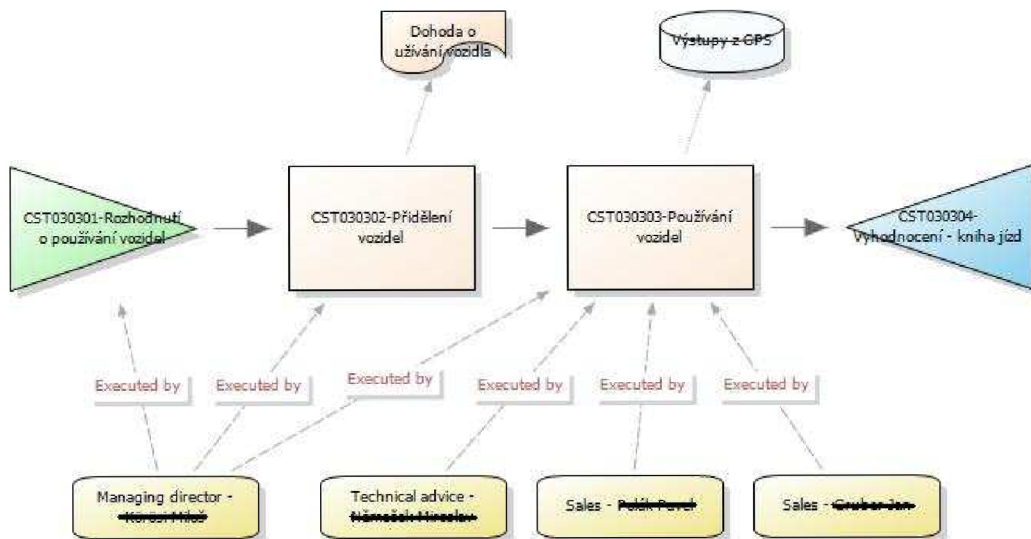 Dohoda o
užívání vozidla
Výstupy z GPS
CST030301-Rozhodnutí
o používání vozidel
CST030302-Přidělení
vozidel
CST030303-Používání
vozidel
CST030304-
Vyhodnocení - kniha jízd
Executed by
Executed by
Executed by
Executed by
Executed by
Executed by
Managing director -
Technical advice -
Sales -
Sales -